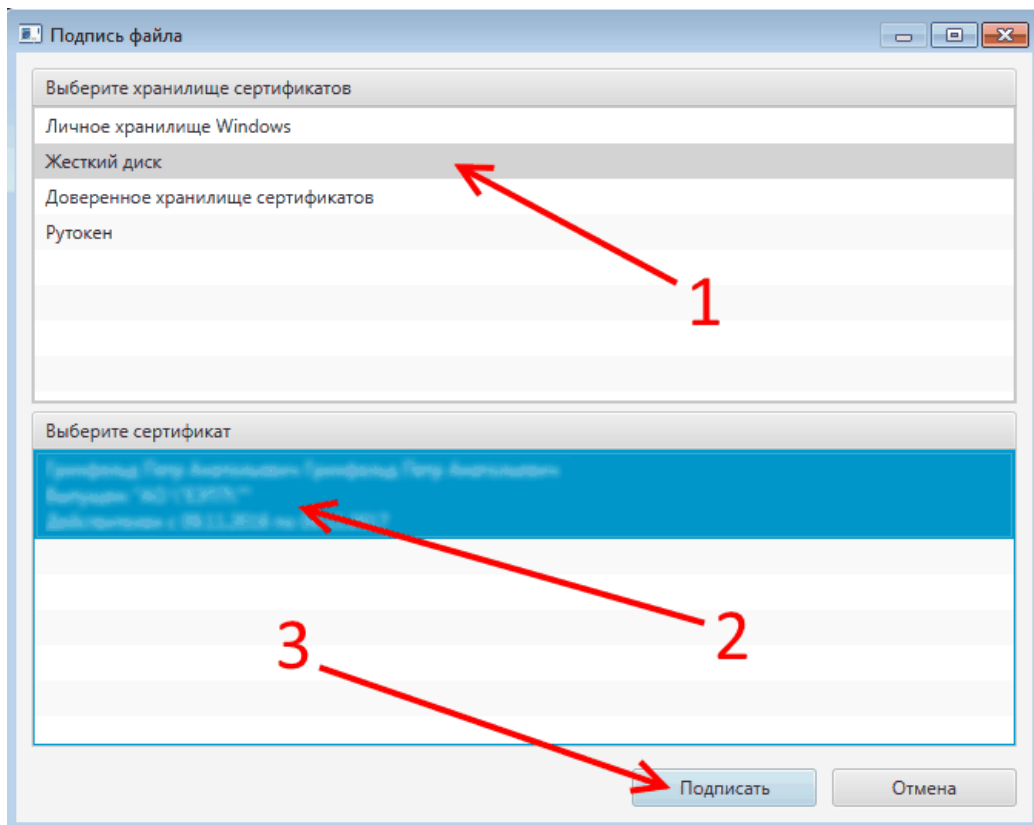 Подпись файла
Выберите хранилище сертификатов
Личное хранилище Windows
Жесткий диск
Доверенное хранилище сертификатов
Рутокен
1
Выберите сертификат
2
3
Подписать
Отмена